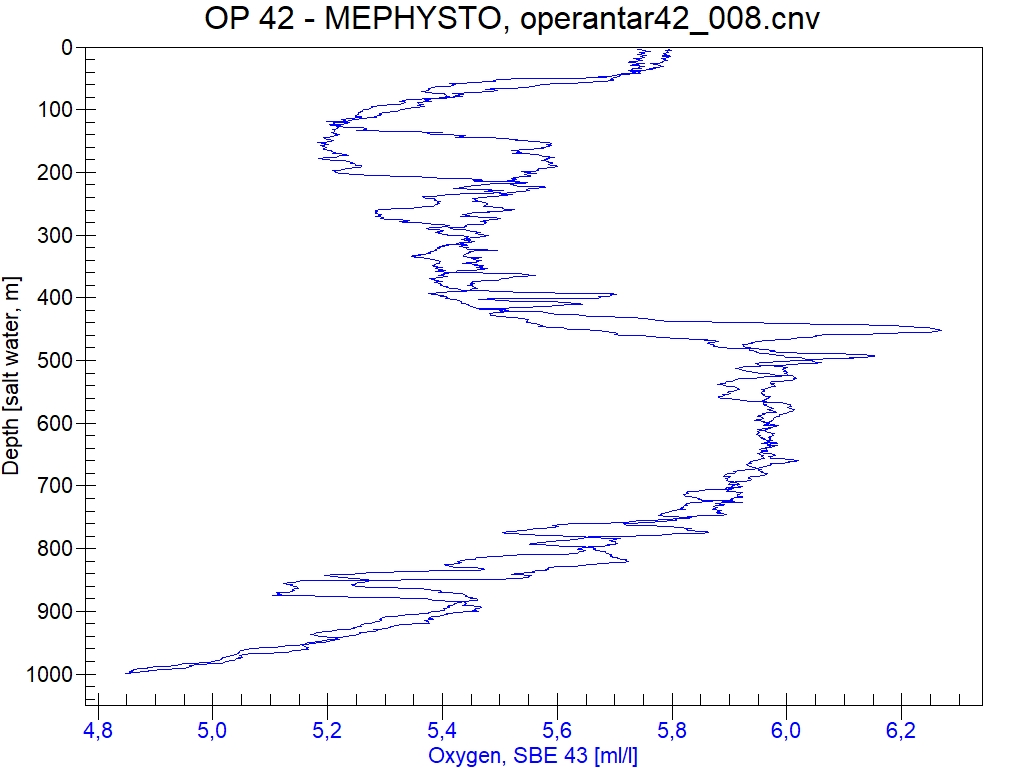 OP 42 - MEPHYSTO, operantar42_008.cnv
0
100
200
300
400
500
600
700
800
900
1000
Depth [salt water, m]
4,8 5,0 5,2 5,4 5,6 5,8 6,0 6,2
Oxygen, SBE 43 [ml/l]